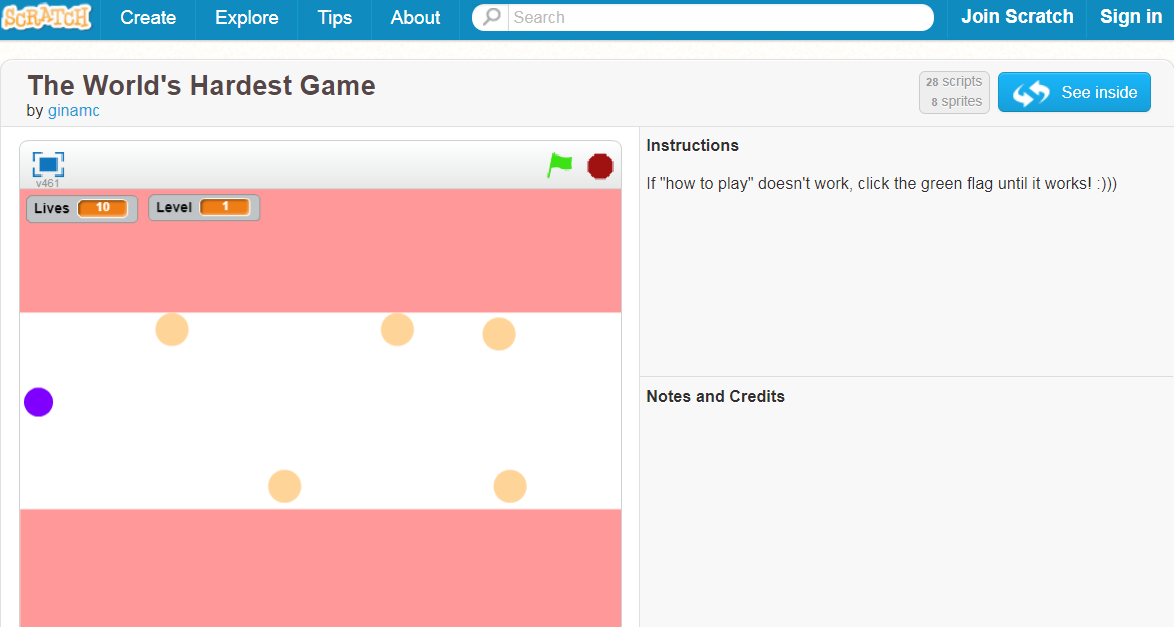 SCRATCH Create Explore Tips About Search Join Scratch Sign in
The World's Hardest Game
by ginamc
28 scripts
8 sprites
See inside
v461
Lives 10 Level 1
Instructions
If "how to play" doesn't work, click the green flag until it works! :)))
Notes and Credits